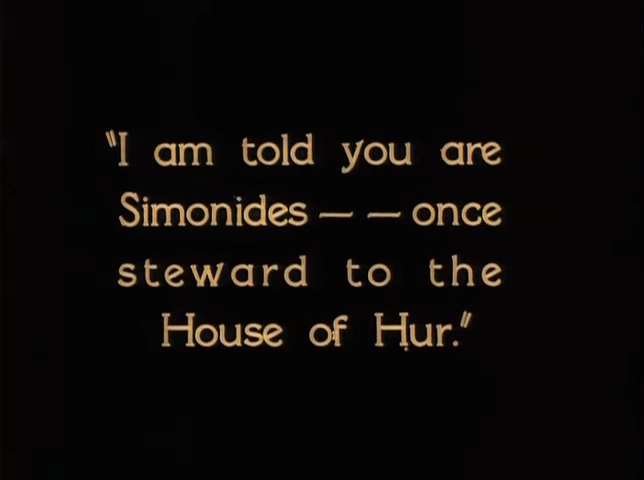 "I am told you are
Simonides — — once
steward to the
House of Hur."